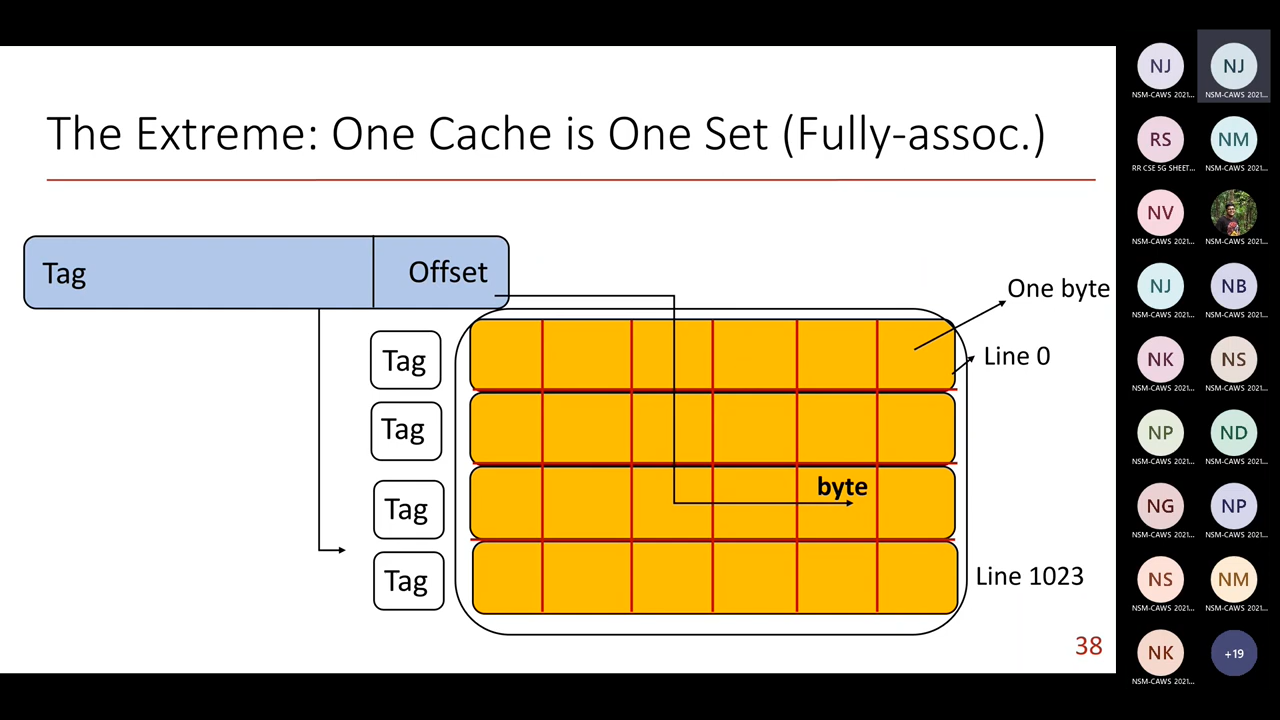 The Extreme: One Cache is One Set (Fully-assoc.)
Tag
Offset
One byte
Line 0
Tag
Tag
Tag
Tag
byte
Line 1023
38
NJ
NSM-CAWS 2021...
NJ
NSM-CAWS 2021...
RS
RR CSE 5G SHEET...
NM
NSM-CAWS 2021...
NV
NSM-CAWS 2021...
NSM-CAWS 2021...
NJ
NSM-CAWS 2021...
NB
NSM-CAWS 2021...
NK
NSM-CAWS 2021...
NS
NSM-CAWS 2021...
NP
NSM-CAWS 2021...
ND
NSM-CAWS 2021...
NG
NSM-CAWS 2021...
NP
NSM-CAWS 2021...
NS
NSM-CAWS 2021...
NM
NSM-CAWS 2021...
NK
NSM-CAWS 2021...
+19